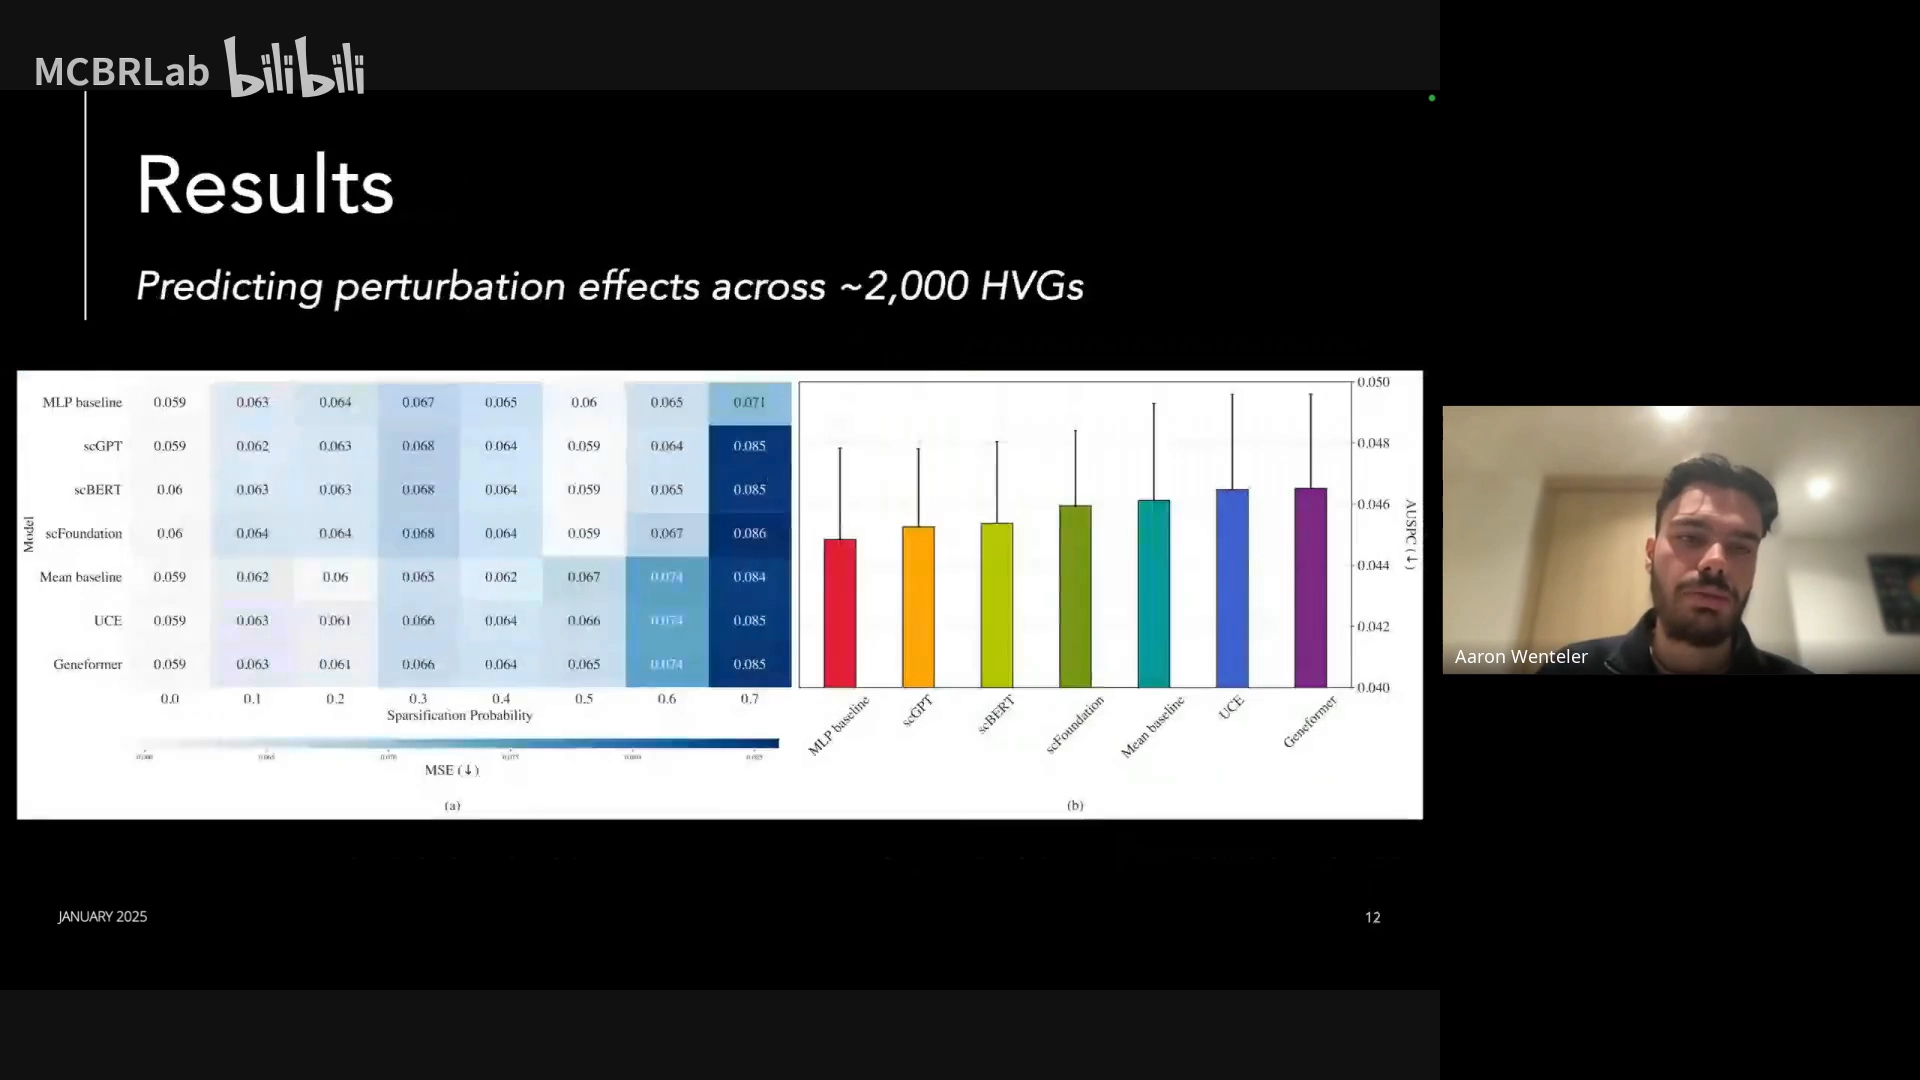 MCBRLab bilibili
Results
Predicting perturbation effects across ~2,000 HVGs
Model
MLP baseline 0.059 0.063 0.064 0.067 0.065 0.06 0.065 0.071
scGPT 0.059 0.062 0.063 0.068 0.064 0.059 0.064 0.085
scBERT 0.06 0.063 0.063 0.068 0.064 0.059 0.065 0.085
scFoundation 0.06 0.064 0.064 0.068 0.064 0.059 0.067 0.086
Mean baseline 0.059 0.062 0.06 0.065 0.062 0.067 0.074 0.084
UCE 0.059 0.063 0.061 0.066 0.064 0.066 0.074 0.085
Geneformer 0.059 0.063 0.061 0.066 0.064 0.065 0.074 0.085
0.0 0.1 0.2 0.3 0.4 0.5 0.6 0.7
Sparsification Probability
MSE (↓)
(a)
0.050
0.048
0.046
0.044
0.042
0.040
AUSPC (↓)
MLP baseline scGPT scBERT scFoundation Mean baseline UCE Geneformer
(b)
Aaron Wenteler
JANUARY 2025
12